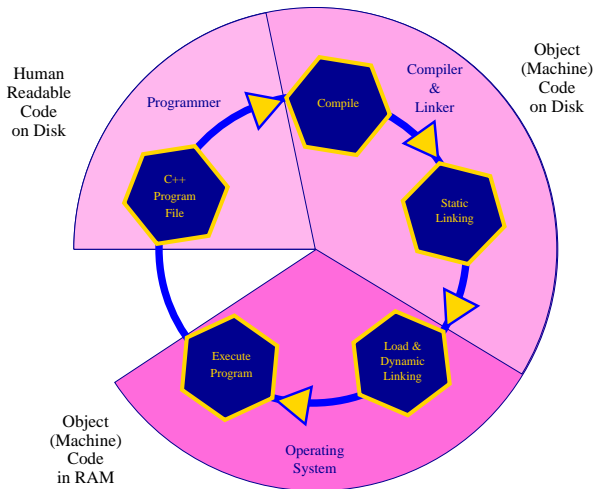 Human
Readable
Code
on Disk
Programmer
C++
Program
File
Compile
Compiler
&
Linker
Object
(Machine)
Code
on Disk
Static
Linking
Load &
Dynamic
Linking
Execute
Program
Operating
System
Object
(Machine)
Code
in RAM